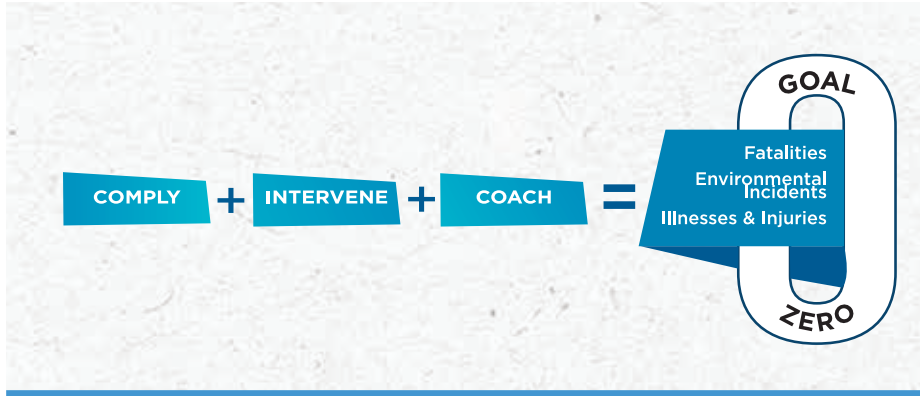 GOAL
COMPLY + INTERVENE + COACH =
Fatalities
Environmental
Incidents
Illnesses & Injuries
ZERO